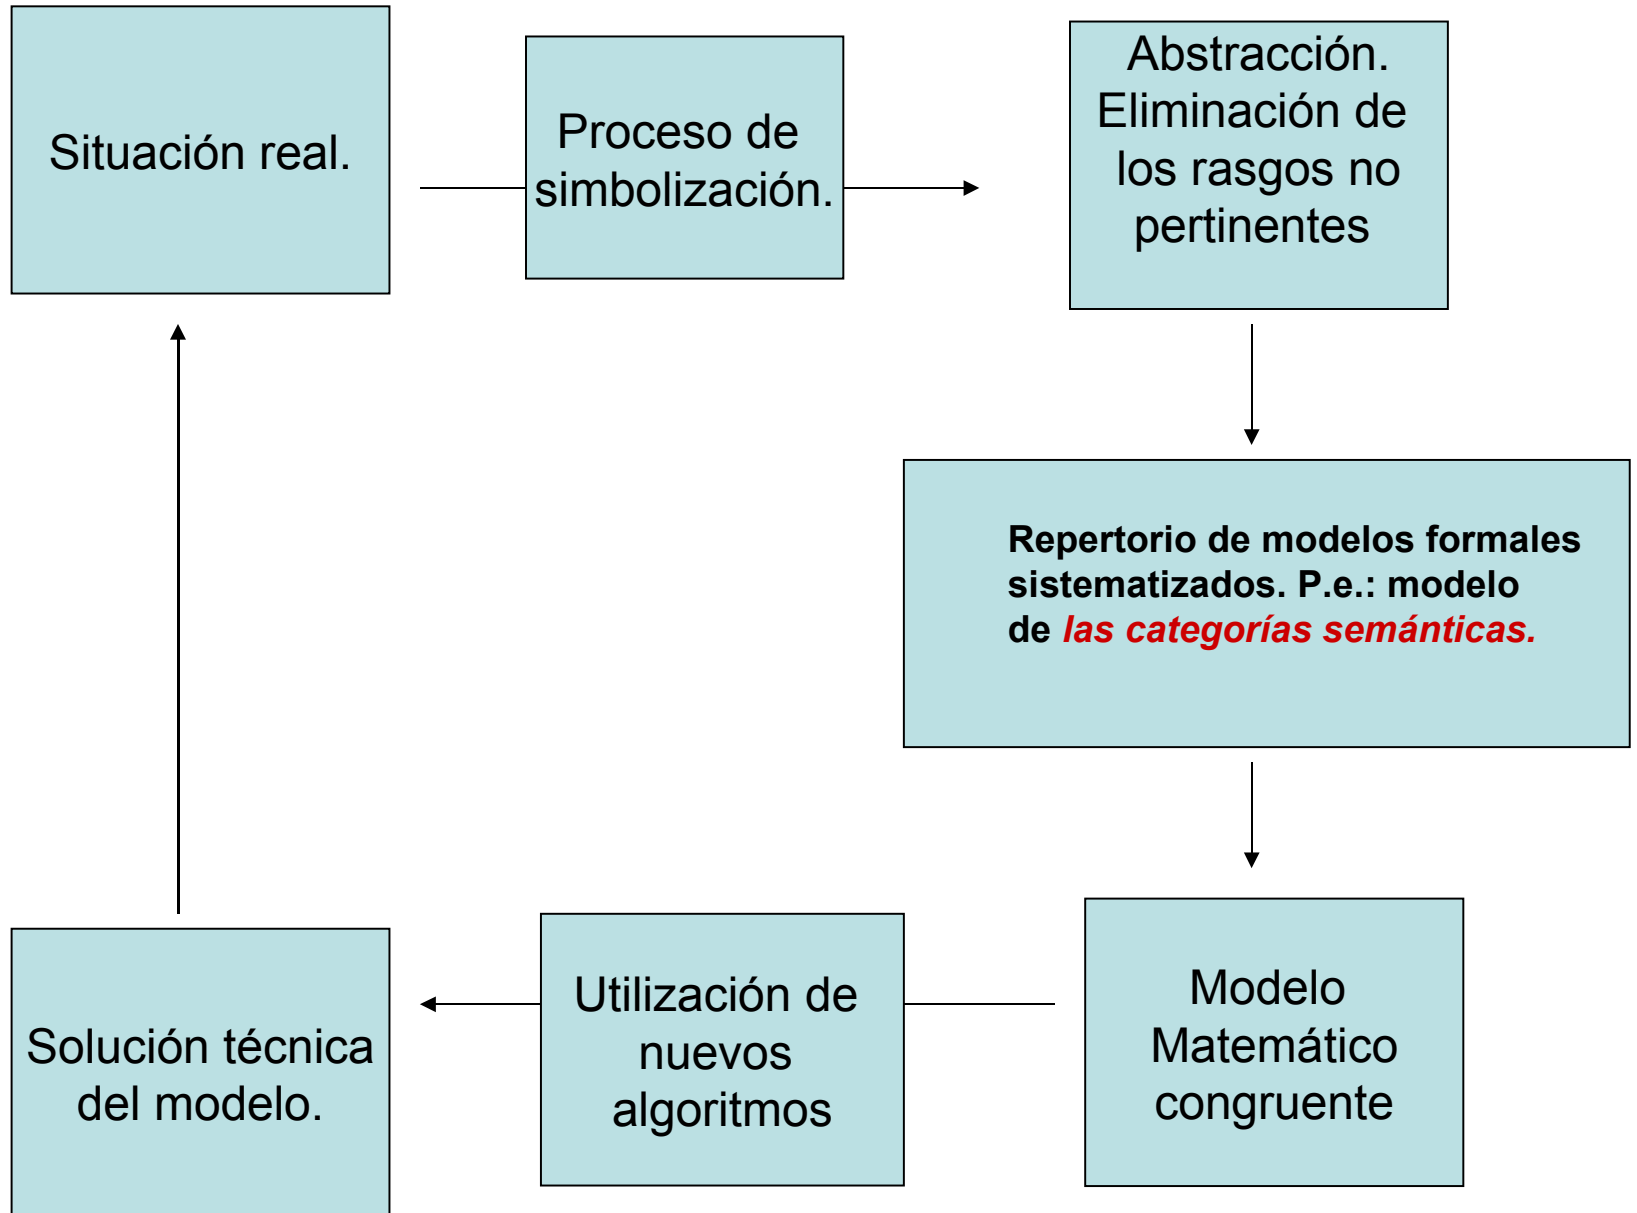 Situación real.
Proceso de
simbolización.
Abstracción.
Eliminación de
los rasgos no
pertinentes
Repertorio de modelos formales
sistematizados. P.e.: modelo
de las categorías semánticas.
Modelo
Matemático
congruente
Utilización de
nuevos
algoritmos
Solución técnica
del modelo.